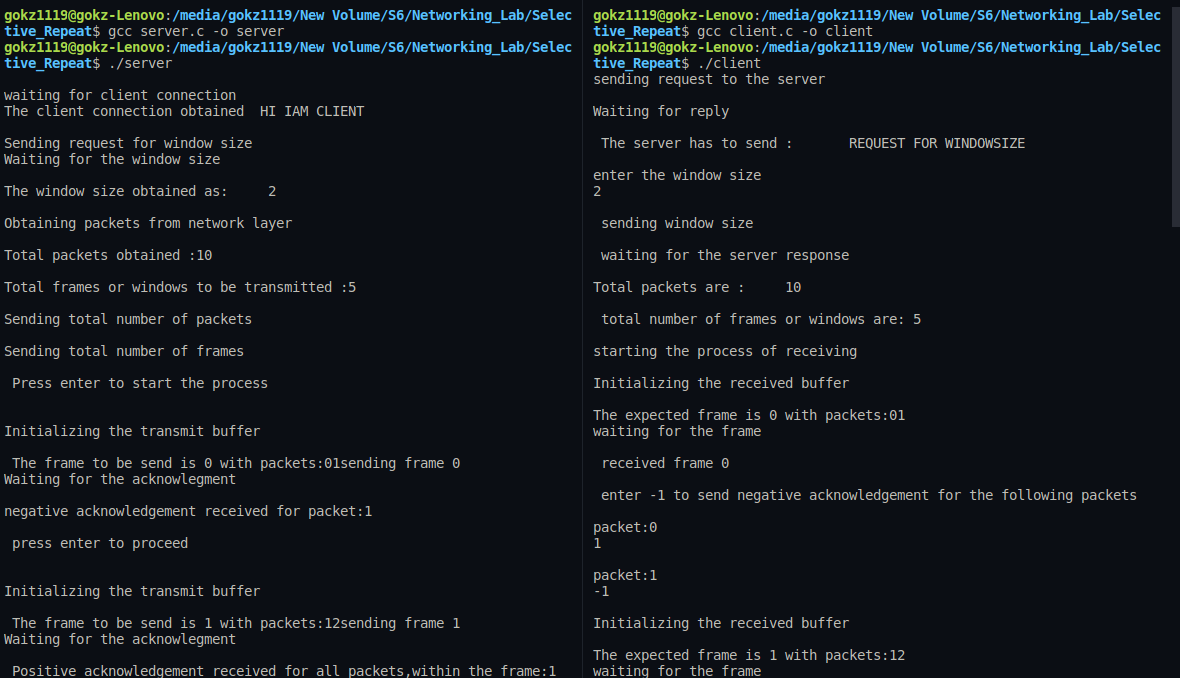 gokz1119@gokz-Lenovo:/media/gokz1119/New Volume/S6/Networking_Lab/Selec
tive_Repeat$ gcc server.c -o server
gokz1119@gokz-Lenovo:/media/gokz1119/New Volume/S6/Networking_Lab/Selec
tive_Repeat$ ./server
waiting for client connection
The client connection obtained  HI IAM CLIENT
Sending request for window size
Waiting for the window size
The window size obtained as:     2
Obtaining packets from network layer
Total packets obtained :10
Total frames or windows to be transmitted :5
Sending total number of packets
Sending total number of frames
 Press enter to start the process
Initializing the transmit buffer
 The frame to be send is 0 with packets:01sending frame 0
Waiting for the acknowlegment
negative acknowledgement received for packet:1
 press enter to proceed
Initializing the transmit buffer
 The frame to be send is 1 with packets:12sending frame 1
Waiting for the acknowlegment
 Positive acknowledgement received for all packets,within the frame:1
gokz1119@gokz-Lenovo:/media/gokz1119/New Volume/S6/Networking_Lab/Selec
tive_Repeat$ gcc client.c -o client
gokz1119@gokz-Lenovo:/media/gokz1119/New Volume/S6/Networking_Lab/Selec
tive_Repeat$ ./client
sending request to the server
Waiting for reply
 The server has to send :       REQUEST FOR WINDOWSIZE
enter the window size
2
 sending window size
 waiting for the server response
Total packets are :     10
 total number of frames or windows are: 5
starting the process of receiving
Initializing the received buffer
The expected frame is 0 with packets:01
waiting for the frame
 received frame 0
 enter -1 to send negative acknowledgement for the following packets
packet:0
1
packet:1
-1
Initializing the received buffer
The expected frame is 1 with packets:12
waiting for the frame